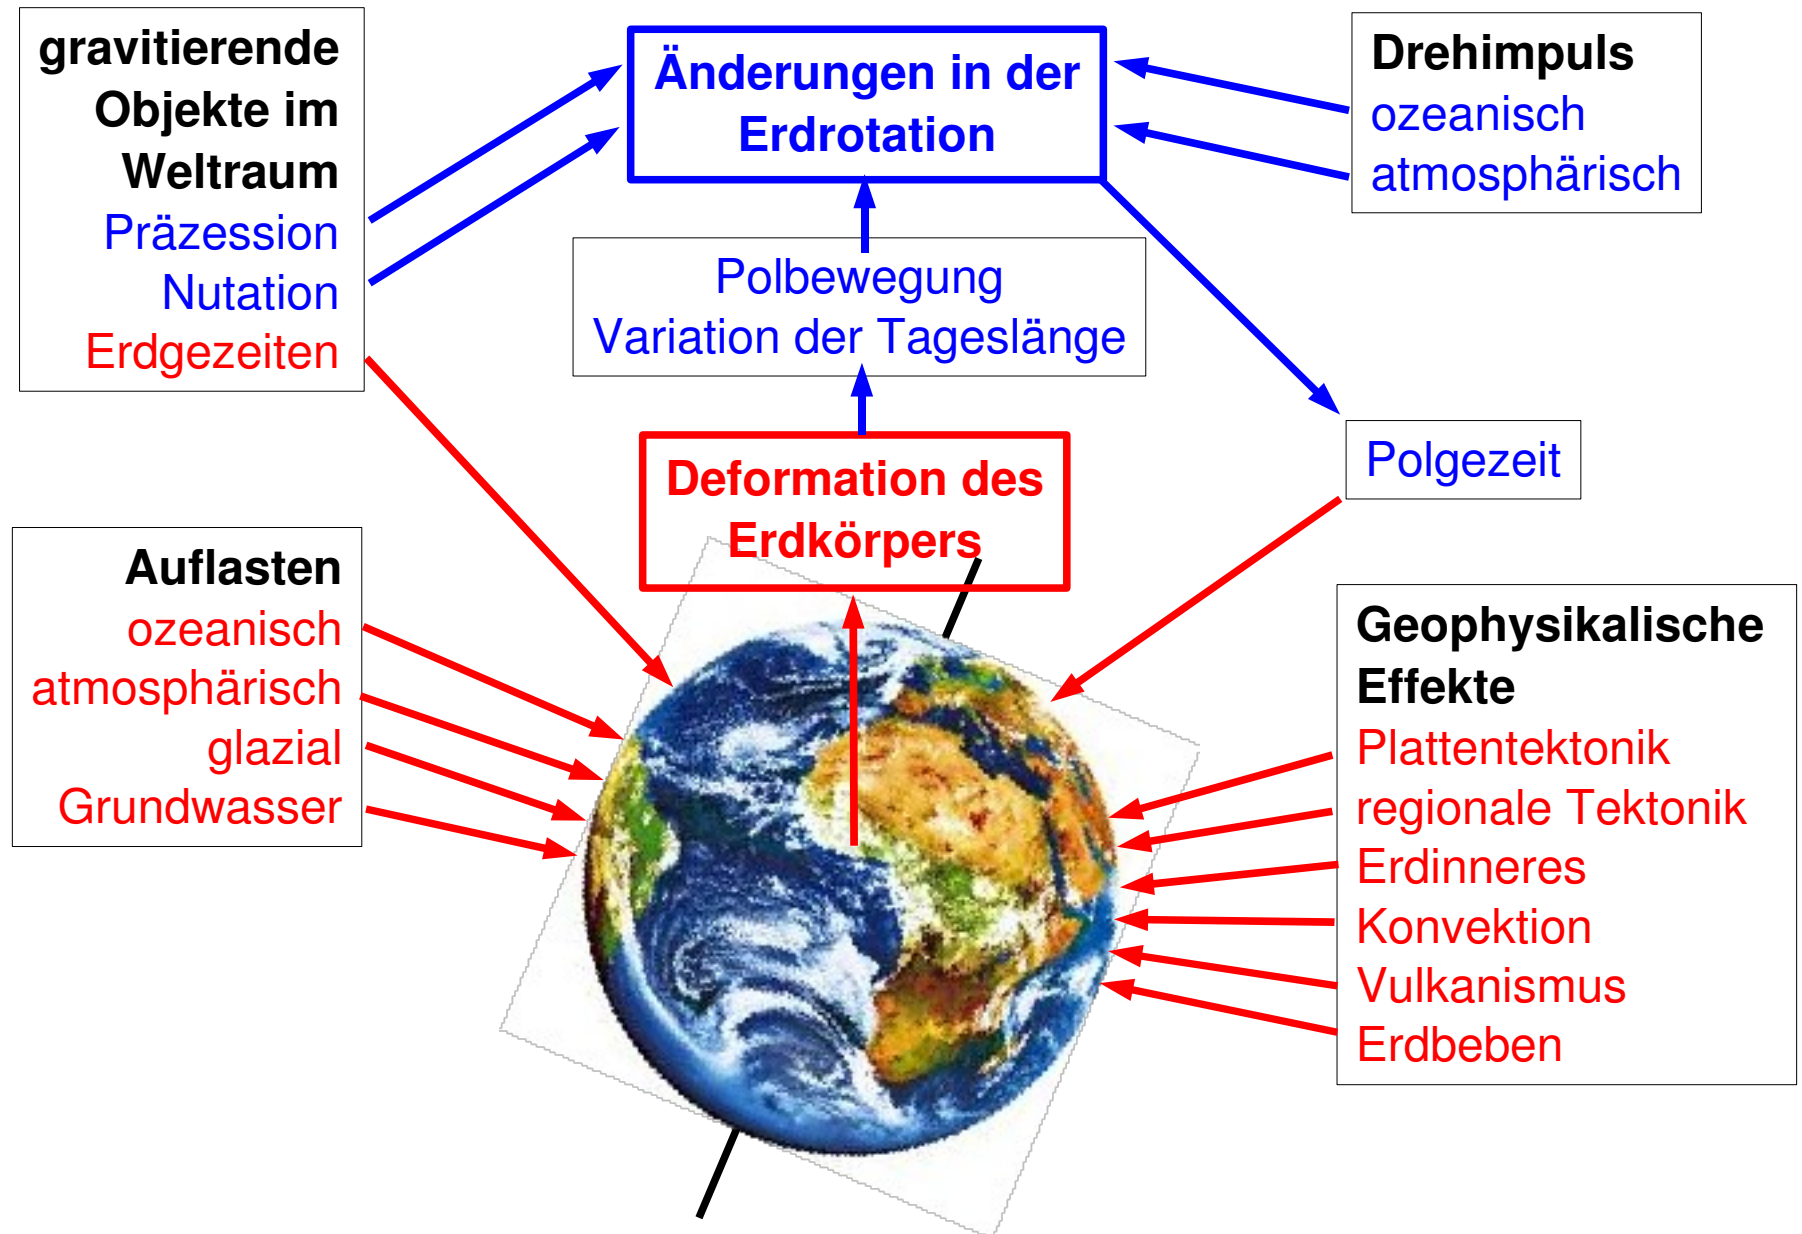 gravitierende
Objekte im
Weltraum
Präzession
Nutation
Erdgezeiten
Änderungen in der
Erdrotation
Drehimpuls
ozeanisch
atmosphärisch
Polbewegung
Variation der Tageslänge
Deformation des
Erdkörpers
Polgezeit
Auflasten
ozeanisch
atmosphärisch
glazial
Grundwasser
Geophysikalische
Effekte
Plattentektonik
regionale Tektonik
Erdinneres
Konvektion
Vulkanismus
Erdbeben